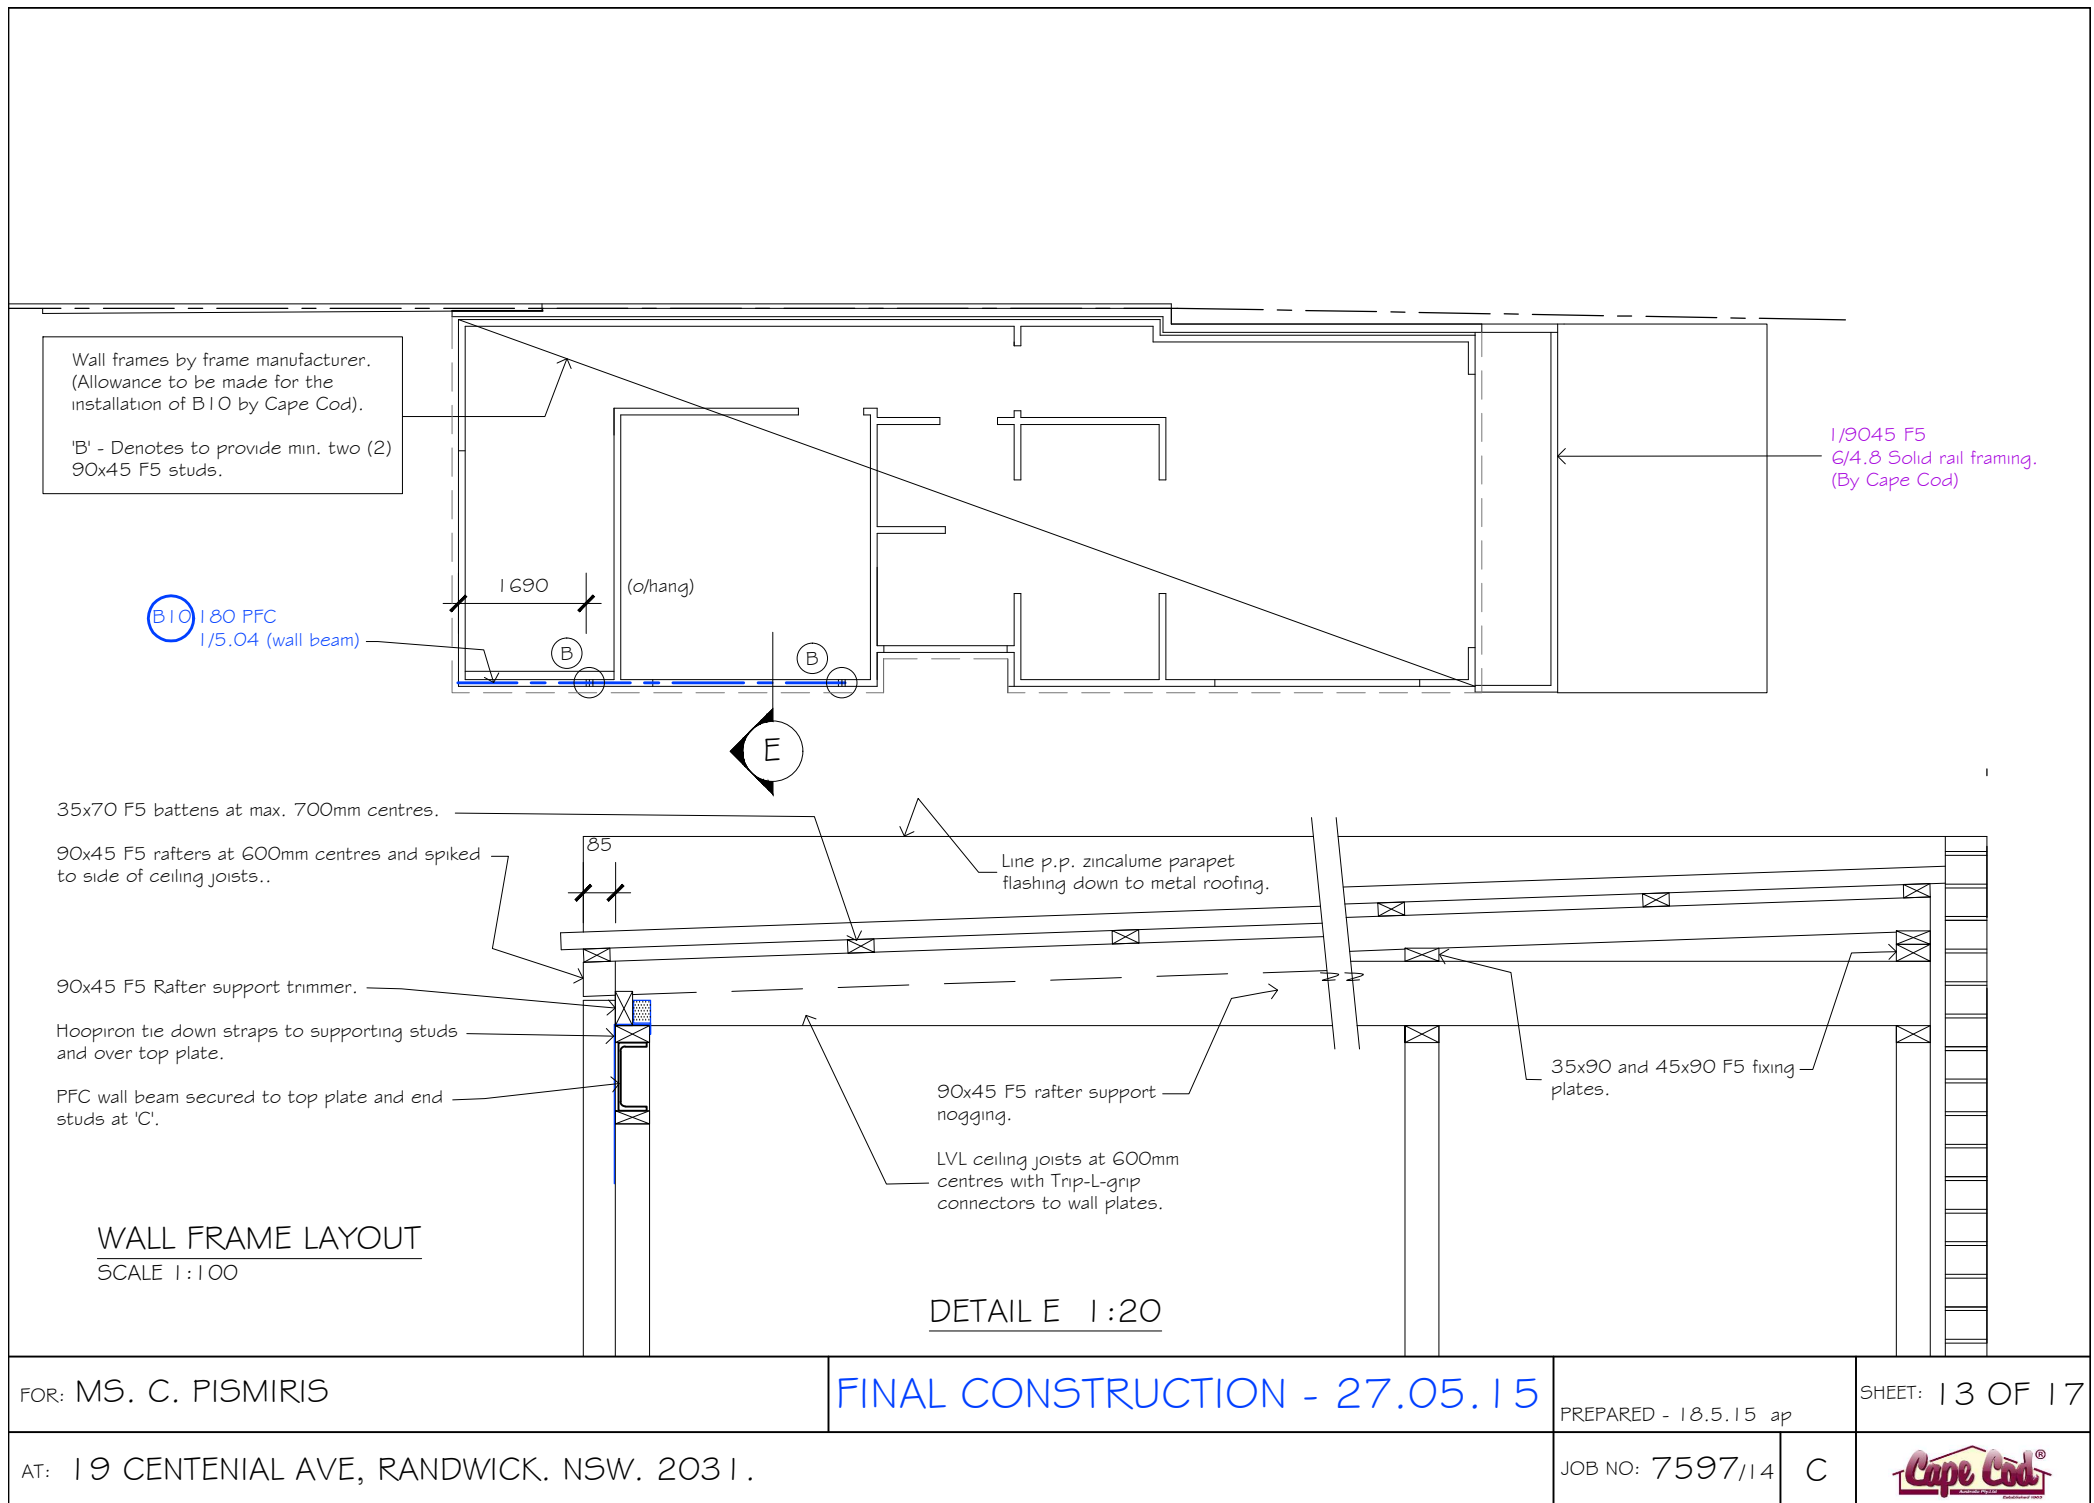 Wall frames by frame manufacturer.
(Allowance to be made for the
installation of B10 by Cape Cod).
'B' - Denotes to provide min. two (2)
90x45 F5 studs.
1/9045 F5
6/4.8 Solid rail framing.
(By Cape Cod)
1690
(o/hang)
B10 180 PFC
1/5.04 (wall beam)
B
B
E
35x70 F5 battens at max. 700mm centres.
85
90x45 F5 rafters at 600mm centres and spiked
to side of ceiling joists..
Line p.p. zincalume parapet
flashing down to metal roofing.
90x45 F5 Rafter support trimmer.
Hoopiron tie down straps to supporting studs
and over top plate.
PFC wall beam secured to top plate and end
studs at 'C'.
90x45 F5 rafter support
nogging.
35x90 and 45x90 F5 fixing
plates.
LVL ceiling joists at 600mm
centres with Trip-L-grip
connectors to wall plates.
WALL FRAME LAYOUT
SCALE 1:100
DETAIL E 1:20
FOR: MS. C. PISMIRIS
FINAL CONSTRUCTION - 27.05.15
PREPARED - 18.5.15 ap
SHEET: 13 OF 17
AT: 19 CENTENIAL AVE, RANDWICK. NSW. 2031.
JOB NO: 7597/14
C
Cape Cod®
Australia Pty Ltd
Established 1963